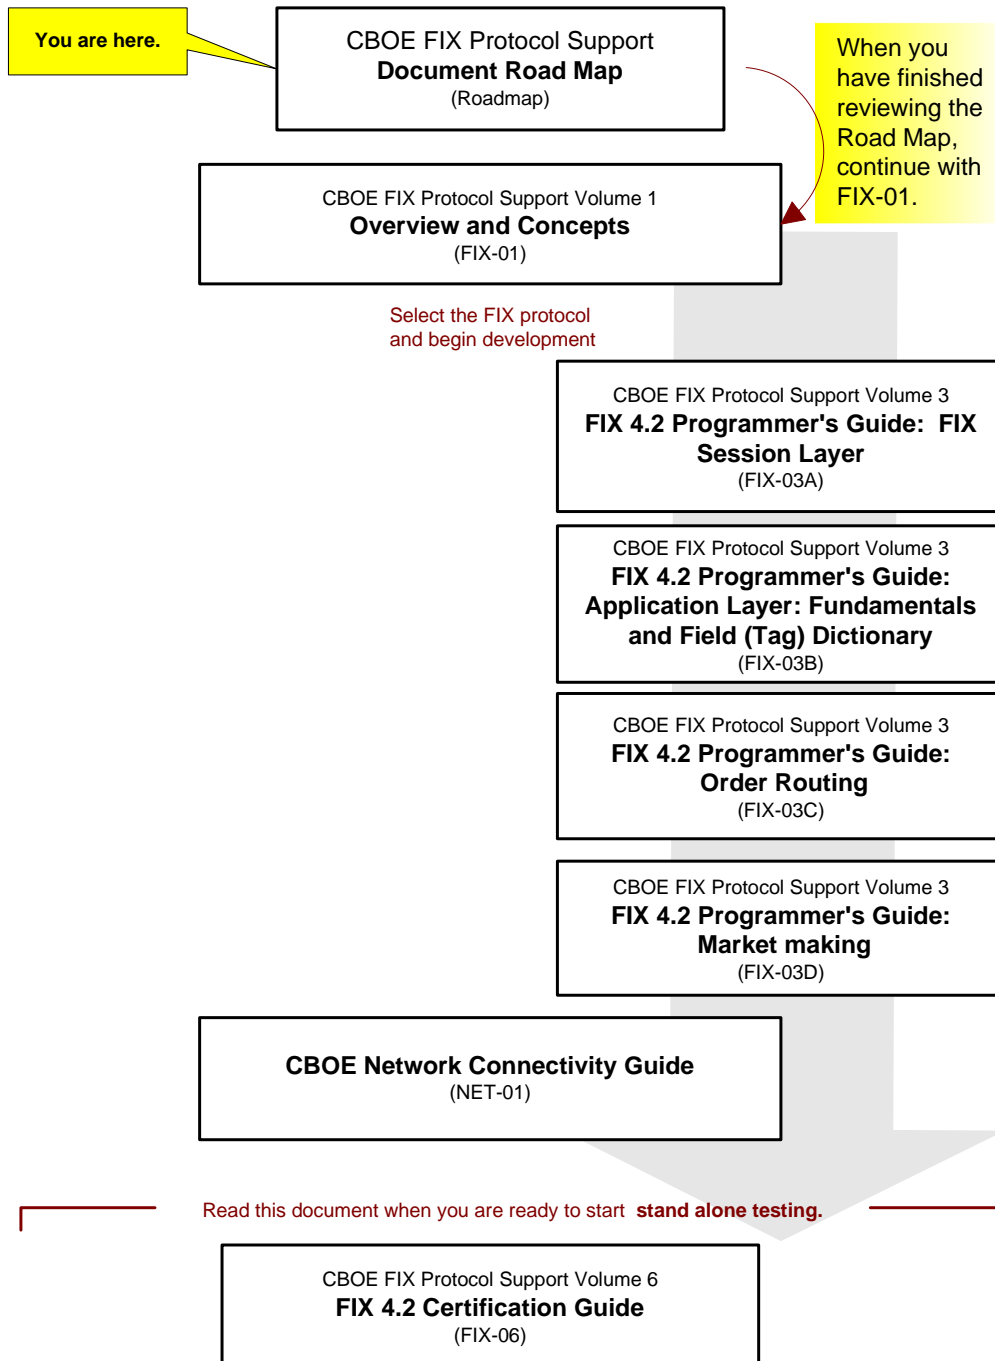 You are here.
CBOE FIX Protocol Support
Document Road Map
(Roadmap)
When you
have finished
reviewing the
Road Map,
continue with
FIX-01.
CBOE FIX Protocol Support Volume 1
Overview and Concepts
(FIX-01)
Select the FIX protocol
and begin development
CBOE FIX Protocol Support Volume 3
FIX 4.2 Programmer's Guide:  FIX
Session Layer
(FIX-03A)
CBOE FIX Protocol Support Volume 3
FIX 4.2 Programmer's Guide:
Application Layer: Fundamentals
and Field (Tag) Dictionary
(FIX-03B)
CBOE FIX Protocol Support Volume 3
FIX 4.2 Programmer's Guide:
Order Routing
(FIX-03C)
CBOE FIX Protocol Support Volume 3
FIX 4.2 Programmer's Guide:
Market making
(FIX-03D)
CBOE Network Connectivity Guide
(NET-01)
Read this document when you are ready to start  stand alone testing.
CBOE FIX Protocol Support Volume 6
FIX 4.2 Certification Guide
(FIX-06)